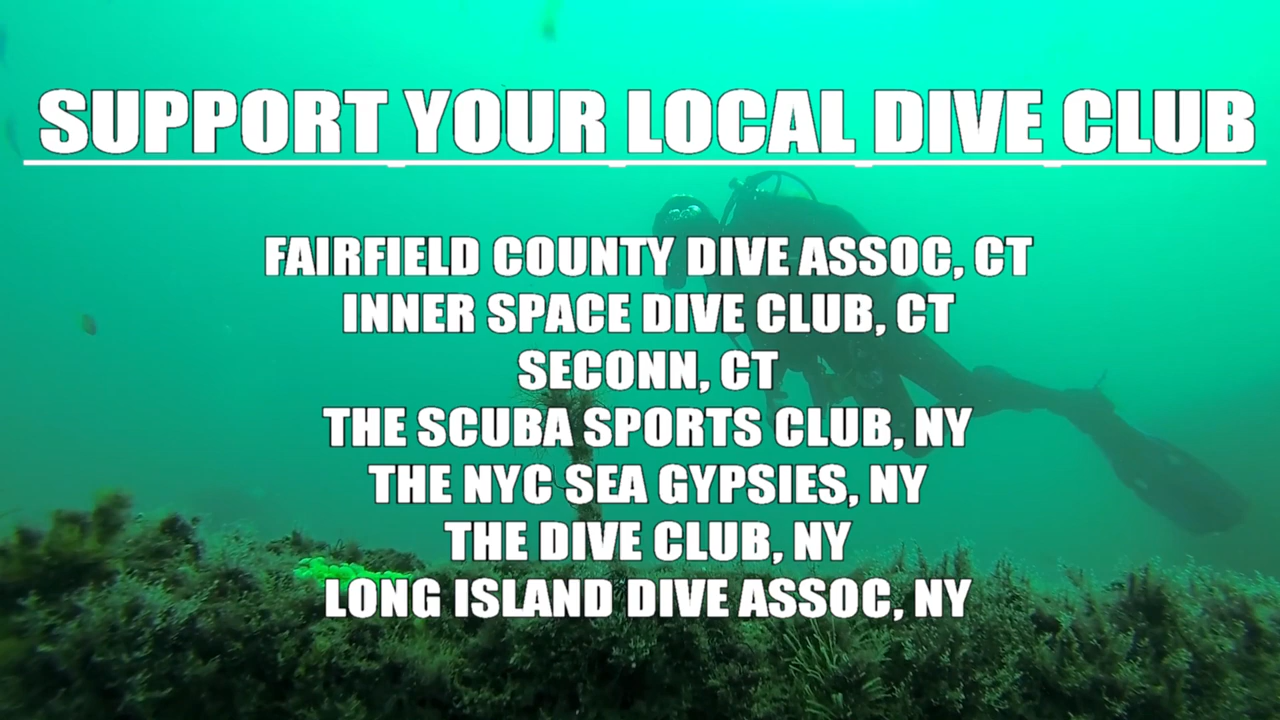 SUPPORT YOUR LOCAL DIVE CLUB
FAIRFIELD COUNTY DIVE ASSOC, CT
INNER SPACE DIVE CLUB, CT
SECONN, CT
THE SCUBA SPORTS CLUB, NY
THE NYC SEA GYPSIES, NY
THE DIVE CLUB, NY
LONG ISLAND DIVE ASSOC, NY